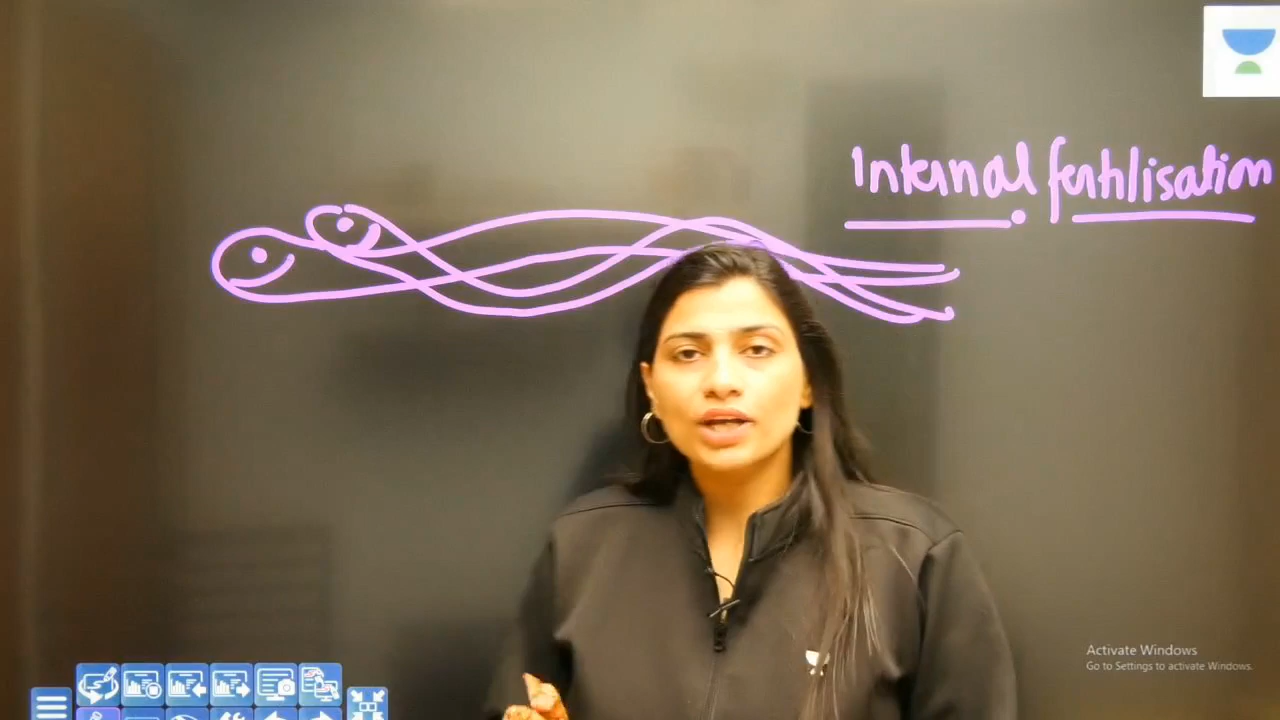 Internal fertilisation
Activate Windows
Go to Settings to activate Windows.